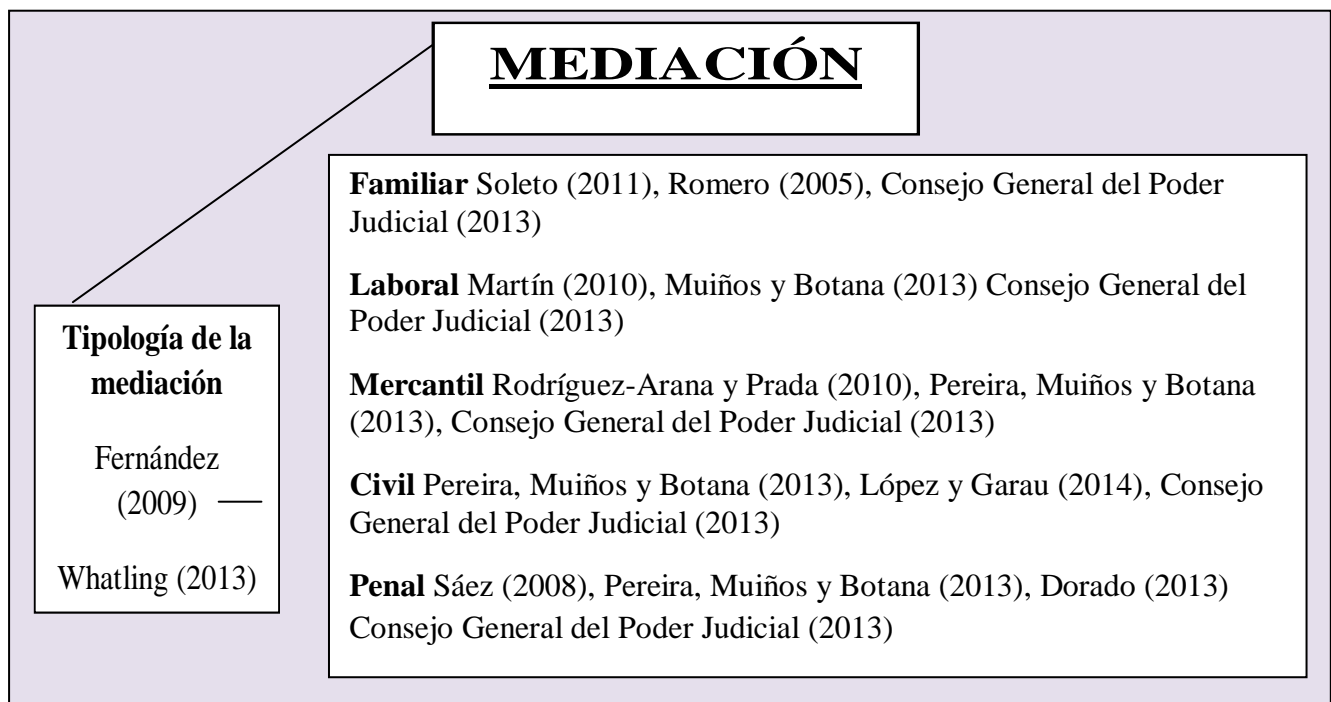 MEDIACIÓN
Familiar Soleto (2011), Romero (2005), Consejo General del Poder
Judicial (2013)
Laboral Martín (2010), Muiños y Botana (2013) Consejo General del
Poder Judicial (2013)
Mercantil Rodríguez-Arana y Prada (2010), Pereira, Muiños y Botana
(2013), Consejo General del Poder Judicial (2013)
Civil Pereira, Muiños y Botana (2013), López y Garau (2014), Consejo
General del Poder Judicial (2013)
Penal Sáez (2008), Pereira, Muiños y Botana (2013), Dorado (2013)
Consejo General del Poder Judicial (2013)
Tipología de la
mediación
Fernández
(2009)
Whatling (2013)